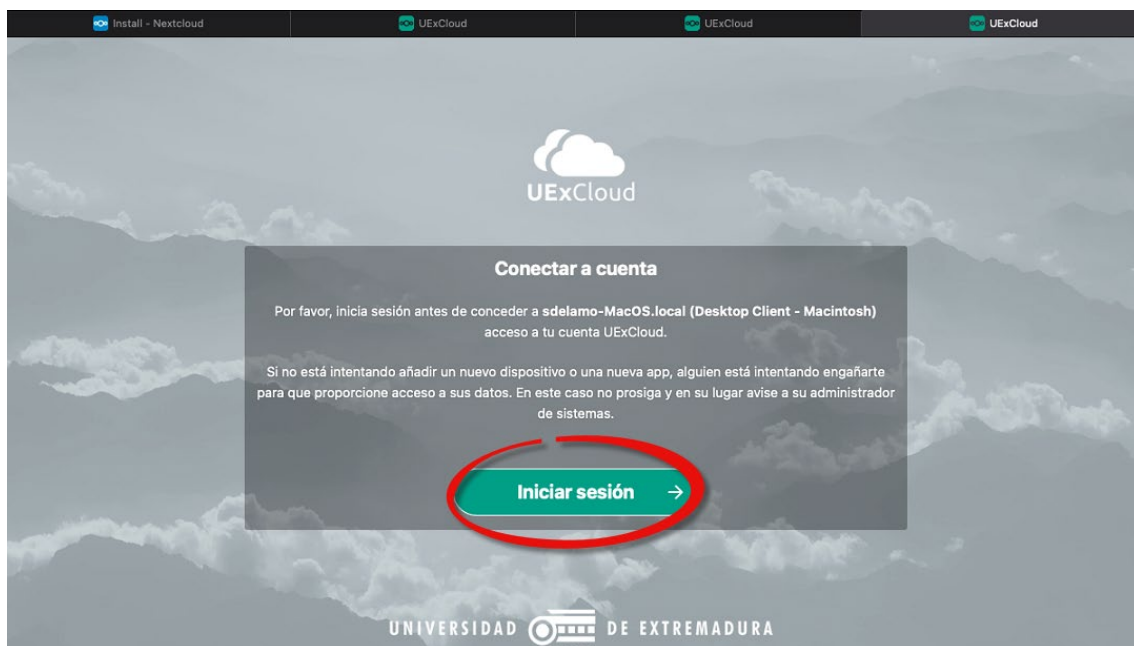 Install - Nextcloud
UExCloud
UExCloud
UExCloud
UExCloud
Conectar a cuenta
Por favor, inicia sesión antes de conceder a sdelamo-MacOS.local (Desktop Client - Macintosh)
acceso a tu cuenta UExCloud.
Si no está intentando añadir un nuevo dispositivo o una nueva app, alguien está intentando engañarte
para que proporcione acceso a sus datos. En este caso no prosiga y en su lugar avise a su administrador
de sistemas.
Iniciar sesión
UNIVERSIDAD DE EXTREMADURA